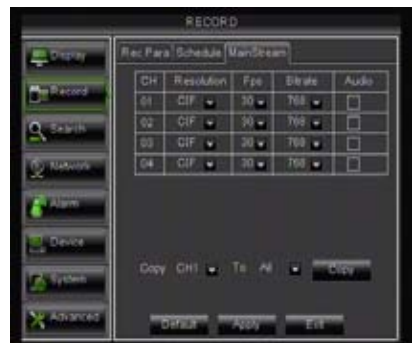 RECORD
Display
Rec Para Schedule MainStream
CH Resolution Fps Bitrate Audio
Record
01 CIF 30 768
02 CIF 30 768
Search
03 CIF 30 768
04 CIF 30 768
Network
Alarm
Device
Copy CH1 To All Copy
System
Advanced
Default Apply Exit